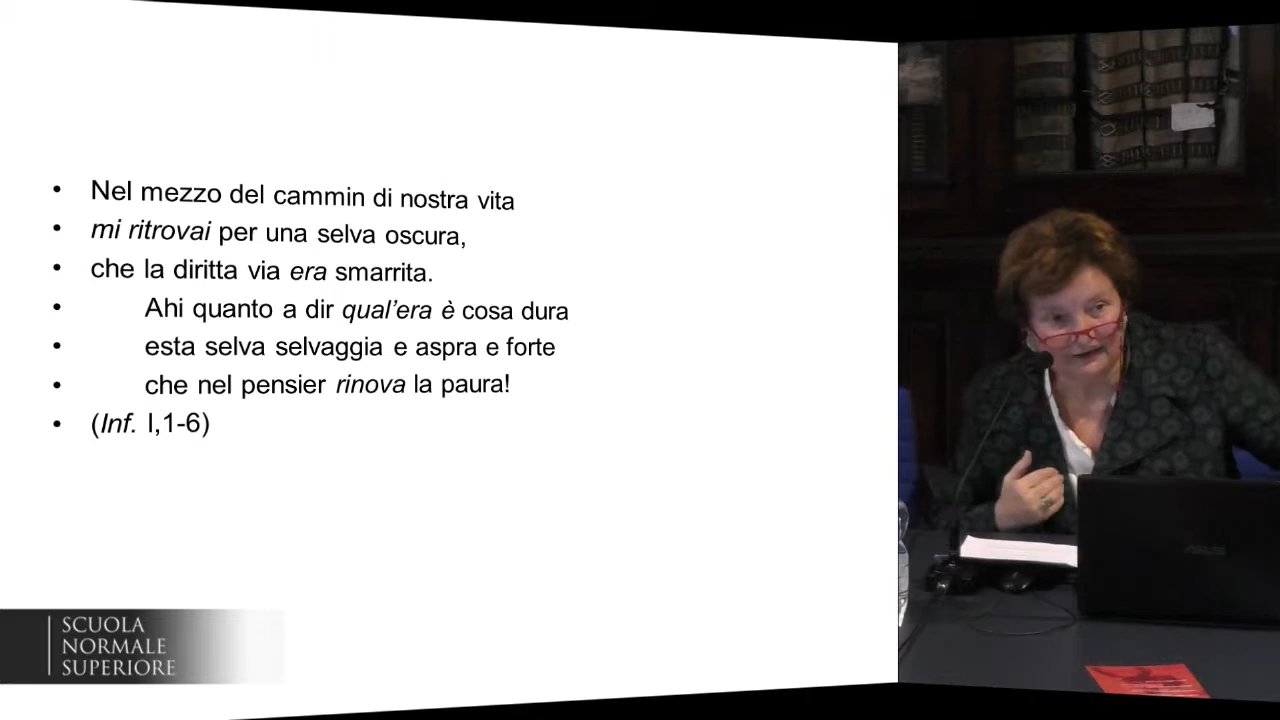 • Nel mezzo del cammin di nostra vita
• mi ritrovai per una selva oscura,
• che la diritta via era smarrita.
• Ahi quanto a dir qual’era è cosa dura
• esta selva selvaggia e aspra e forte
• che nel pensier rinova la paura!
• (Inf. I,1-6)
SCUOLA
NORMALE
SUPERIORE
ASUS